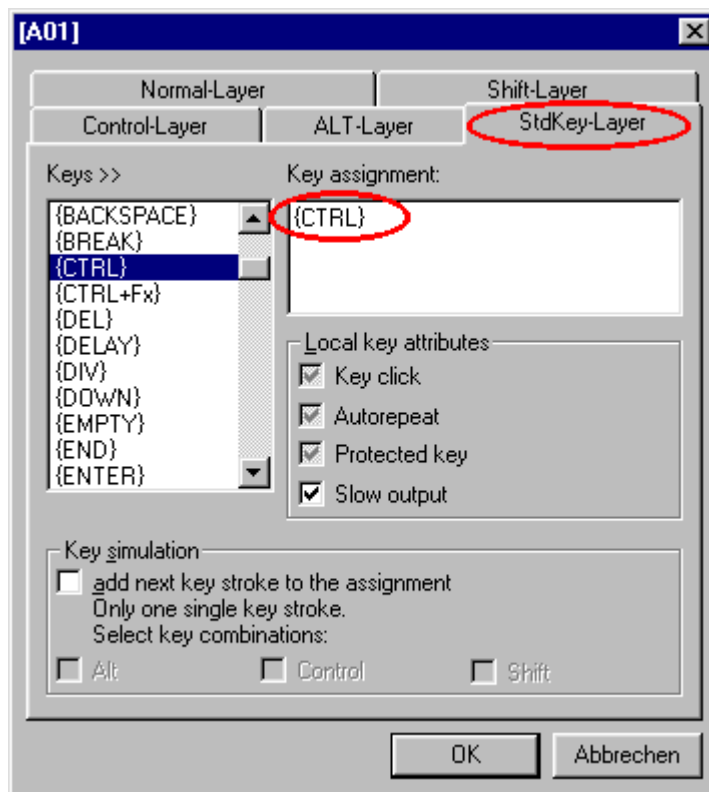 [A01]
Normal-Layer
Shift-Layer
Control-Layer
ALT-Layer
StdKey-Layer
Keys >>
{BACKSPACE}
{BREAK}
{CTRL}
{CTRL+Fx}
{DEL}
{DELAY}
{DIV}
{DOWN}
{EMPTY}
{END}
{ENTER}
Key assignment:
{CTRL}
Local key attributes
Key click
Autorepeat
Protected key
Slow output
Key simulation
add next key stroke to the assignment
Only one single key stroke.
Select key combinations:
Alt
Control
Shift
OK
Abbrechen